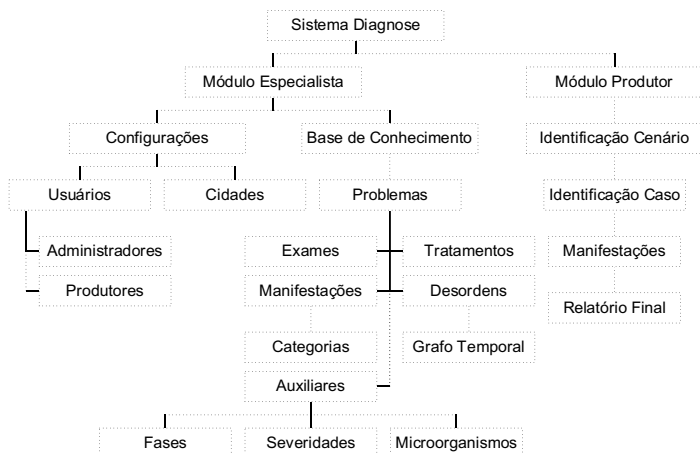 Sistema Diagnose
Módulo Especialista
Módulo Produtor
Configurações
Base de Conhecimento
Identificação Cenário
Usuários
Cidades
Problemas
Identificação Caso
Administradores
Exames
Tratamentos
Manifestações
Produtores
Manifestações
Desordens
Relatório Final
Categorias
Grafo Temporal
Auxiliares
Fases
Severidades
Microorganismos